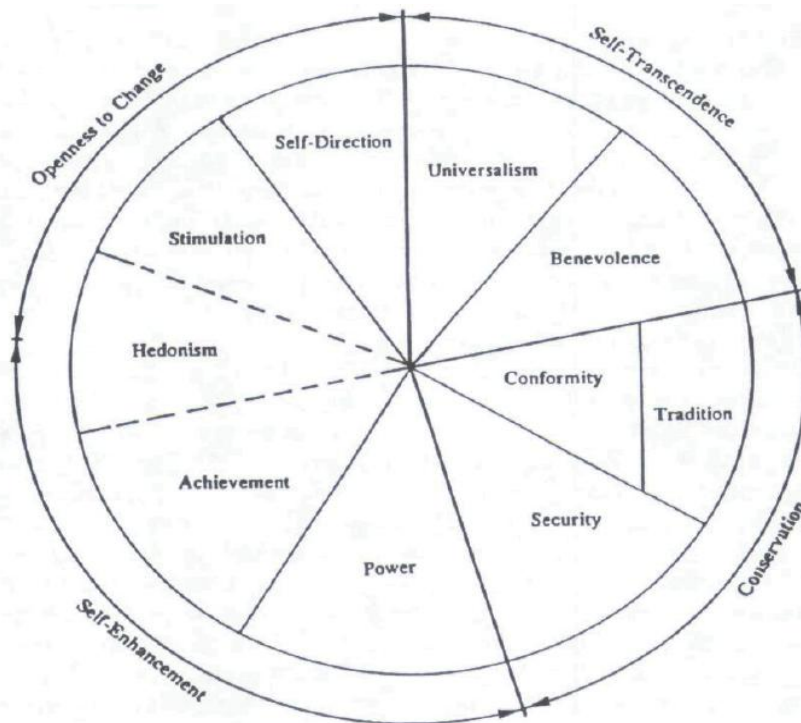 Openness to Change
Self-Transcendence
Self-Direction
Universalism
Stimulation
Benevolence
Hedonism
Conformity
Tradition
Achievement
Security
Power
Self-Enhancement
Conservation